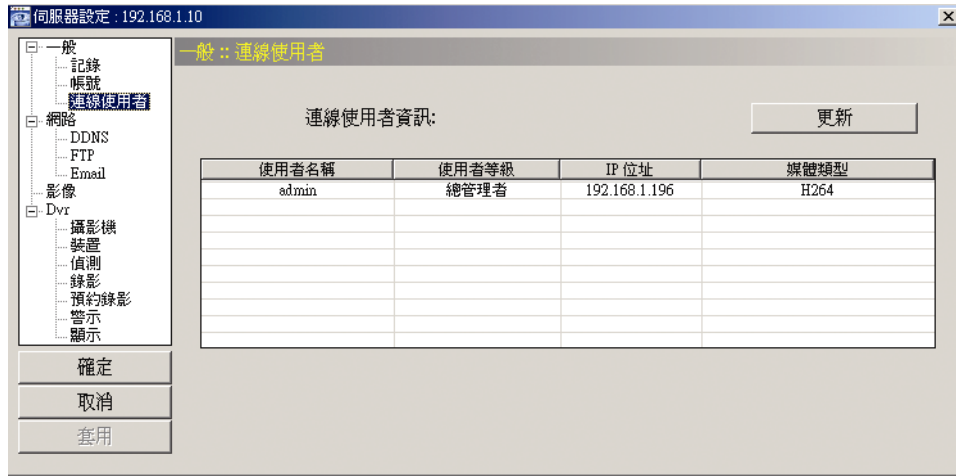 伺服器設定 : 192.168.1.10
一般
記錄
帳號
連線使用者
網路
DDNS
FTP
Email
影像
Dvr
攝影機
裝置
偵測
錄影
預約錄影
警示
顯示
確定
取消
套用
一般 :: 連線使用者
連線使用者資訊:
更新
使用者名稱 使用者等級 IP 位址 媒體類型
admin 總管理者 192.168.1.196 H264